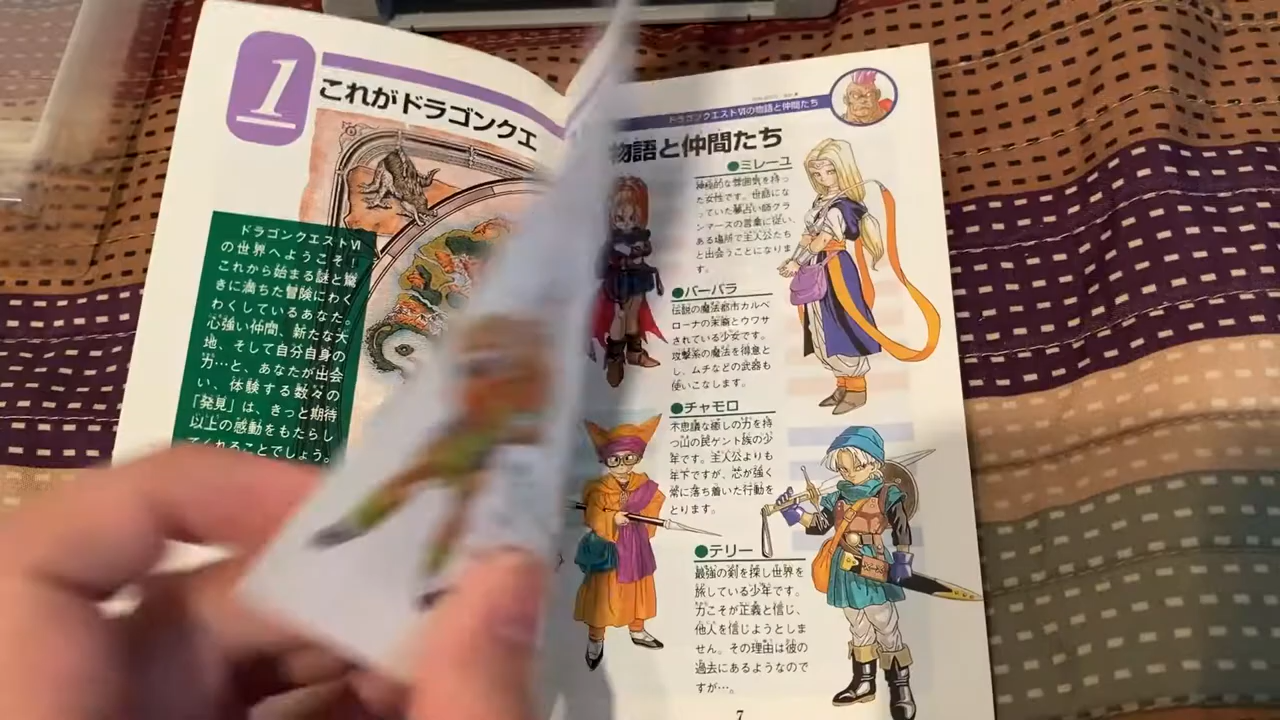 1
これがドラゴンクエ
ドラゴンクエストⅥ
の世界へようこそ!
これから始まる謎と驚
きに満ちた冒険にわく
わくしているあなた。
心強い仲間、新たな大
地、そして自分自身の
力…と、あなたが出会
い、体験する数々の
「発見」は、きっと期待
以上の感動をもたらし
てくれることでしょう。
ドラゴンクエストⅥの物語と仲間たち
物語と仲間たち
●ミレーユ
神秘的な雰囲気を持っ
た女性です。世話にな
っていた夢占い師グラ
ンマーズの言葉に従い、
ある場所で主人公たち
と出会うことになりま
す。
●バーバラ
伝説の魔法都市カルベ
ローナの末裔とウワサ
されている少女です。
攻撃系の魔法を得意と
し、ムチなどの武器も
使いこなします。
●チャモロ
不思議な癒しの力を持
つ山の民ゲント族の少
年です。主人公よりも
年下ですが、芯が強く
常に落ち着いた行動を
とります。
●テリー
最強の剣を探し世界を
旅している少年です。
力こそが正義と信じ、
他人を信じようとしま
せん。その理由は彼の
過去にあるようなので
すが…。
7